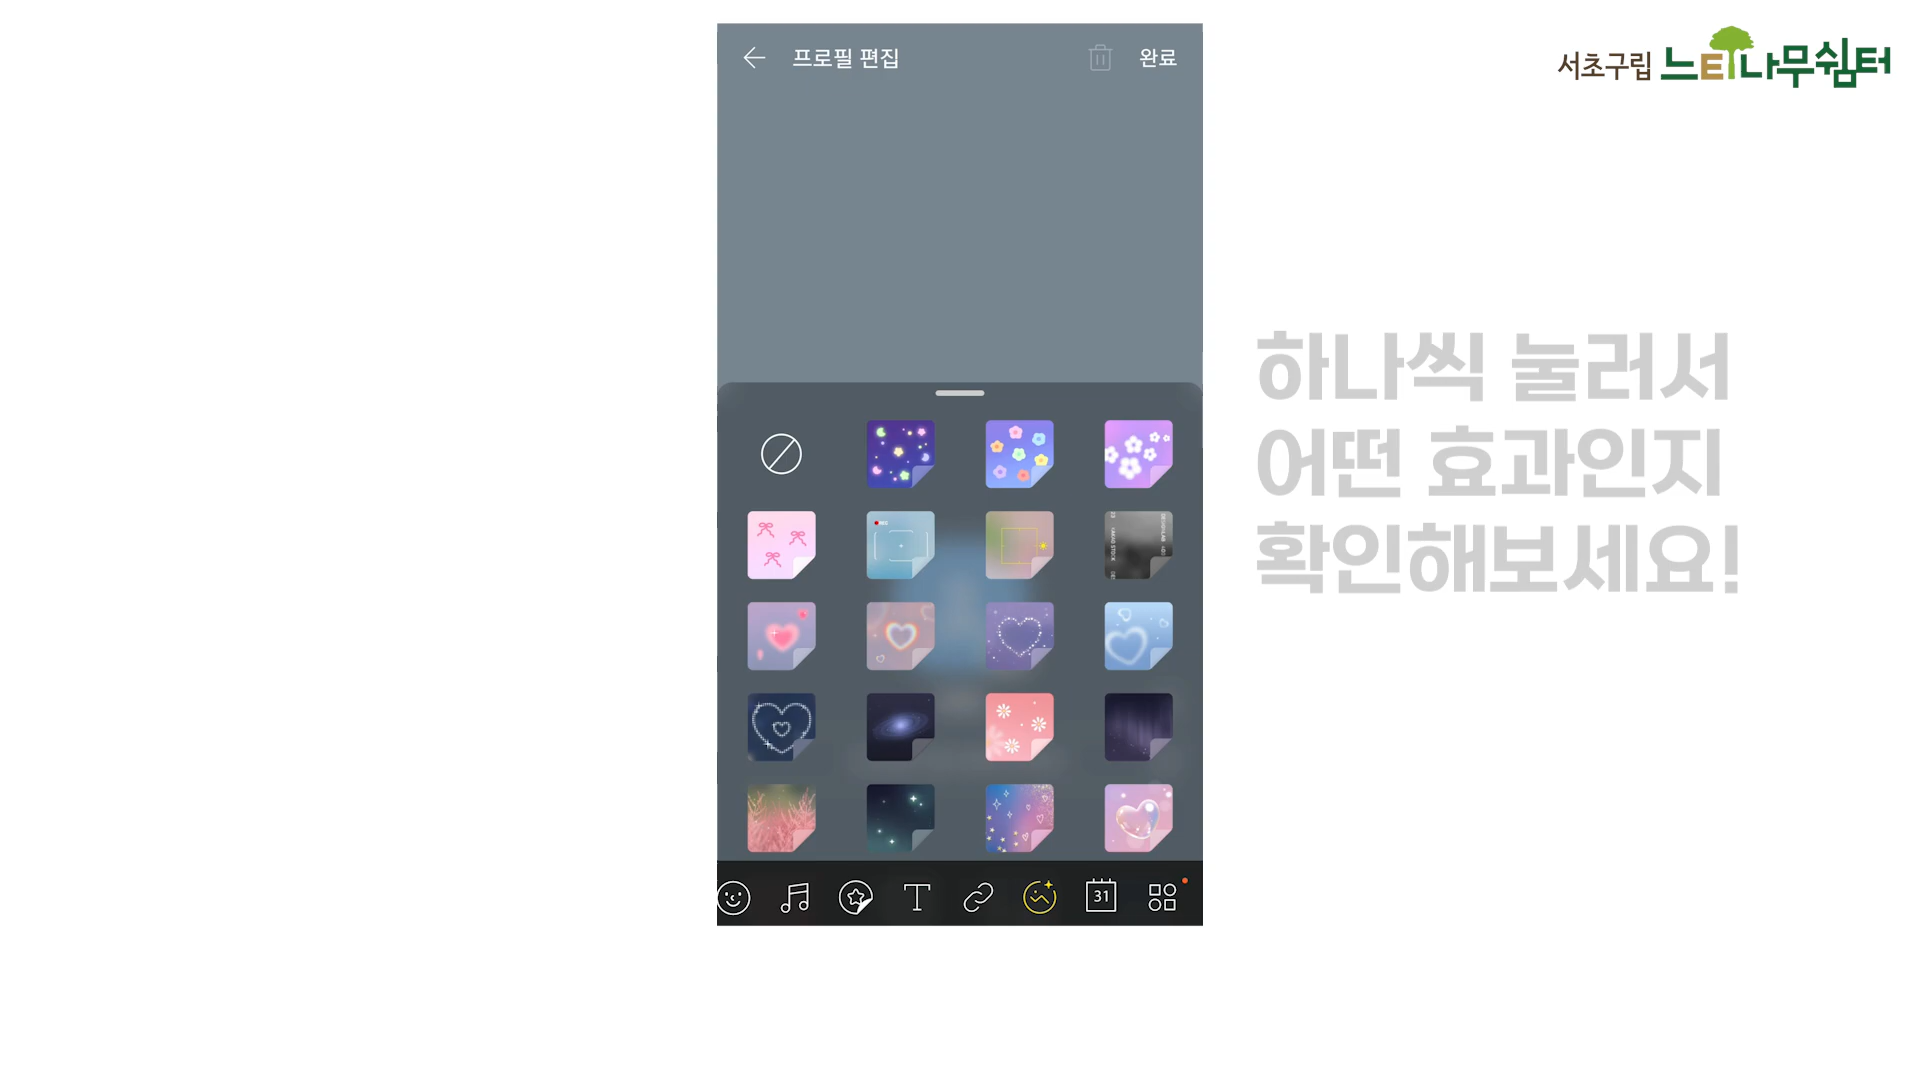 프로필 편집
완료
서초구립 느티나무쉼터
하나씩 눌러서
어떤 효과인지
확인해보세요!
REC
31